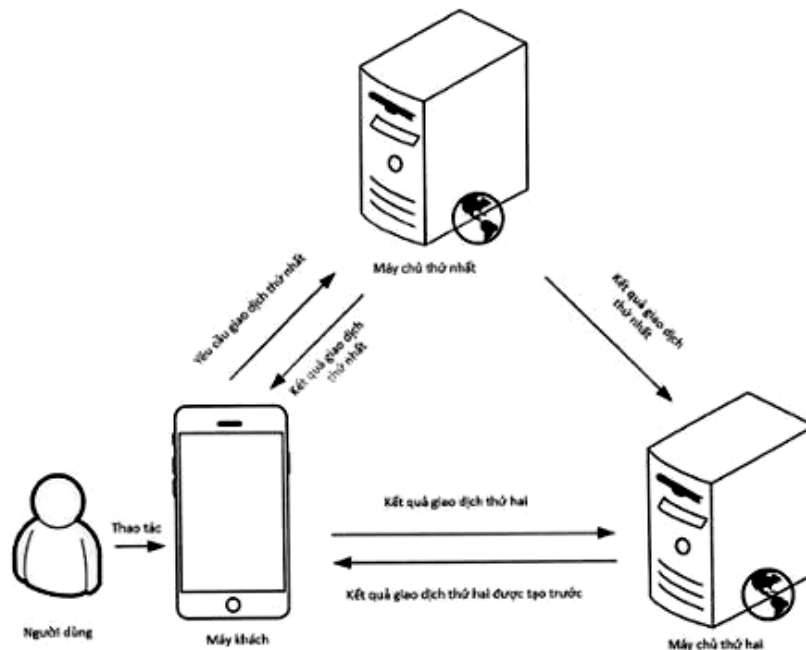 Máy chủ thứ nhất
Yêu cầu giao dịch thứ nhất
Kết quả giao dịch
thứ nhất
Kết quả giao dịch
thứ nhất
Thao tác
Kết quả giao dịch thứ hai
Kết quả giao dịch thứ hai được tạo trước
Người dùng
Máy khách
Máy chủ thứ hai